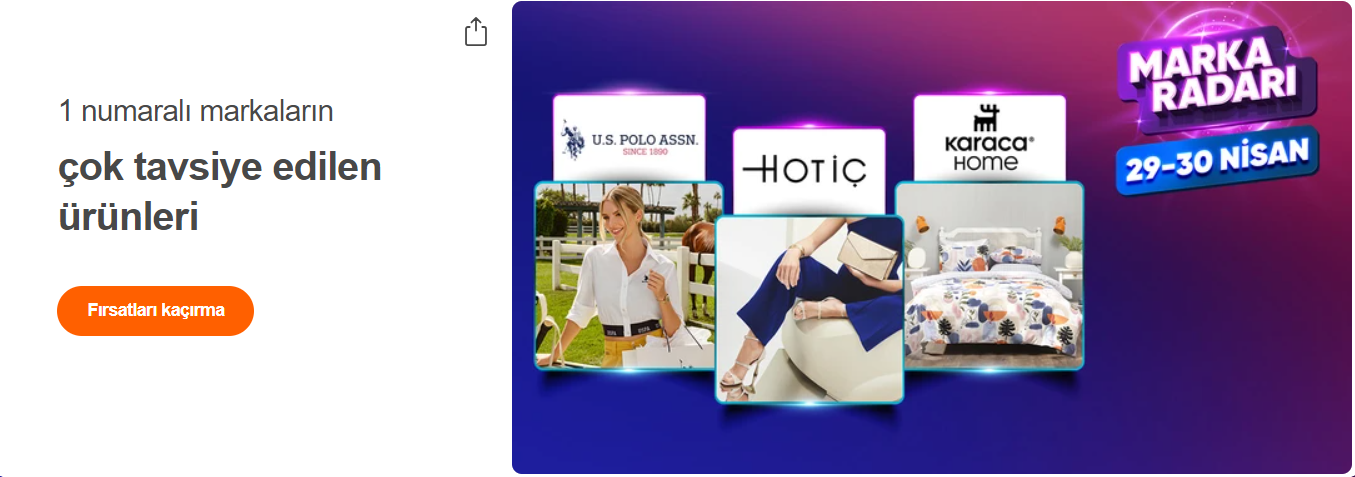 1 numaralı markaların
çok tavsiye edilen
ürünleri
Fırsatları kaçırma
U.S. POLO ASSN.
SINCE 1890
HOTİÇ
karaca®
HOME
MARKA
RADARI
29-30 NİSAN
USPA